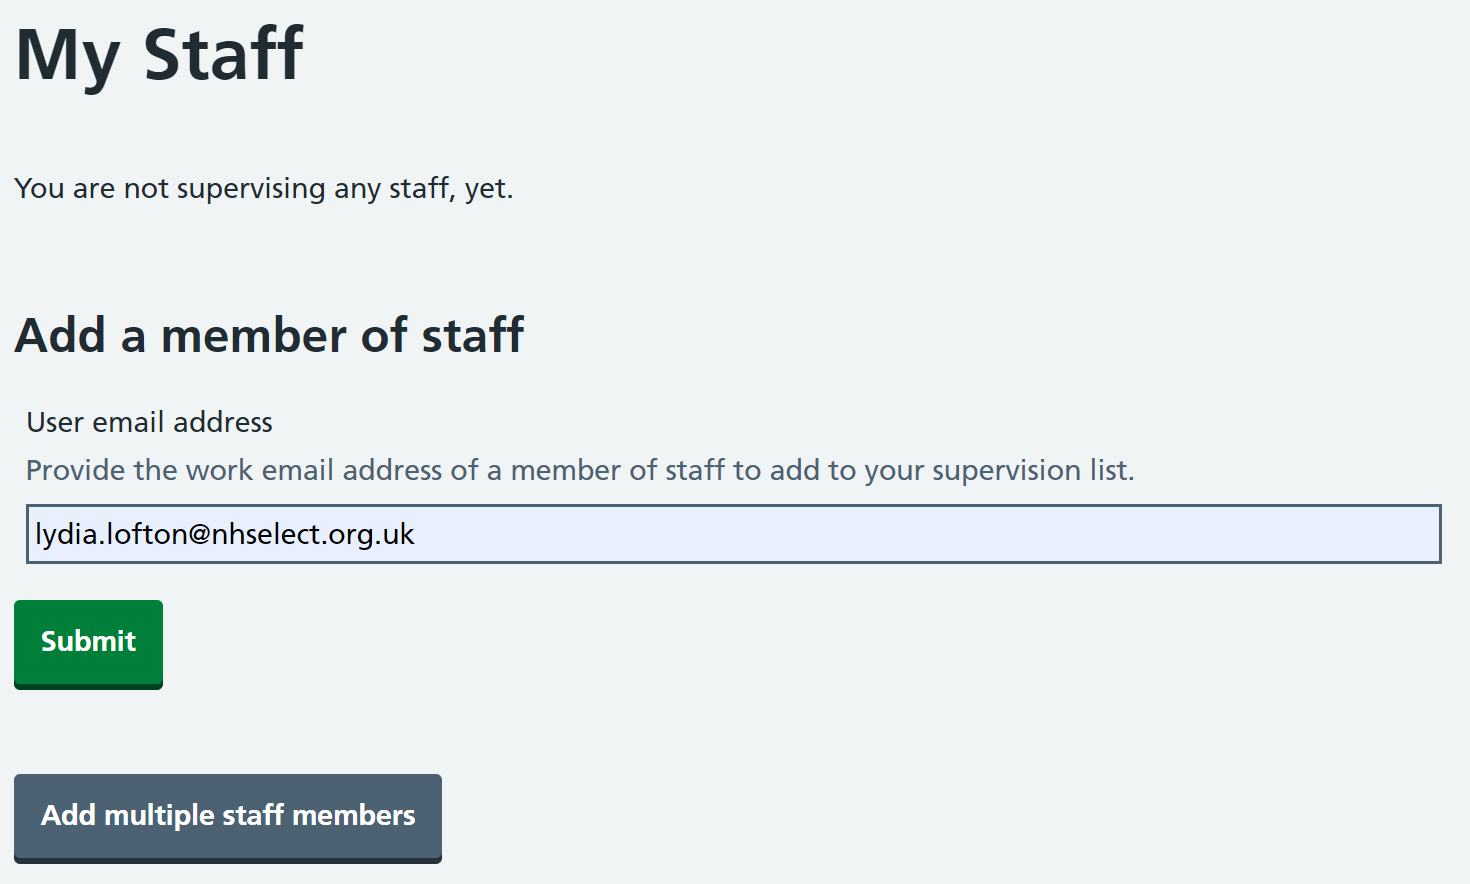 My Staff
You are not supervising any staff, yet.
Add a member of staff
User email address
Provide the work email address of a member of staff to add to your supervision list.
lydia.lofton@nhselect.org.uk
Submit
Add multiple staff members